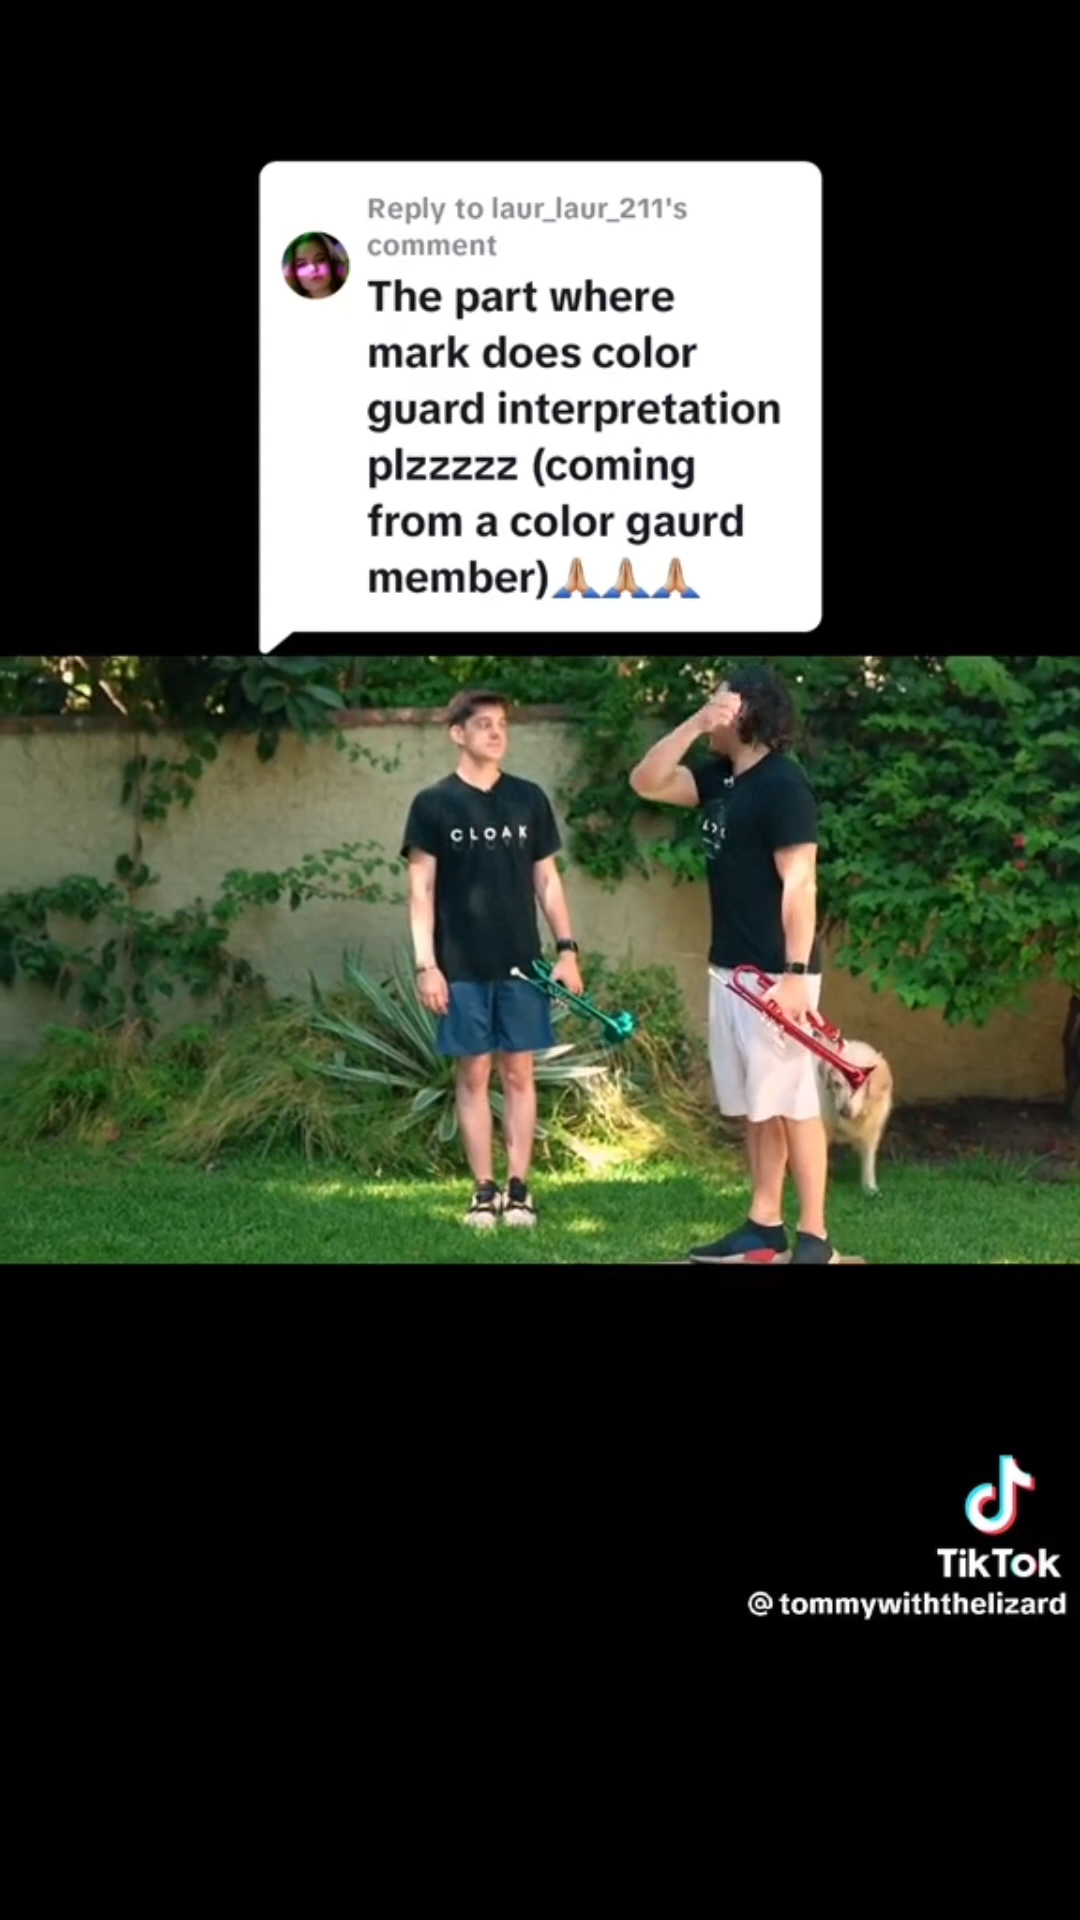 Reply to laur_laur_211's
comment
The part where
mark does color
guard interpretation
plzzzzz (coming
from a color gaurd
member)🙏🏼🙏🏼🙏🏼
CLOAK
TikTok
@tommywiththelizard